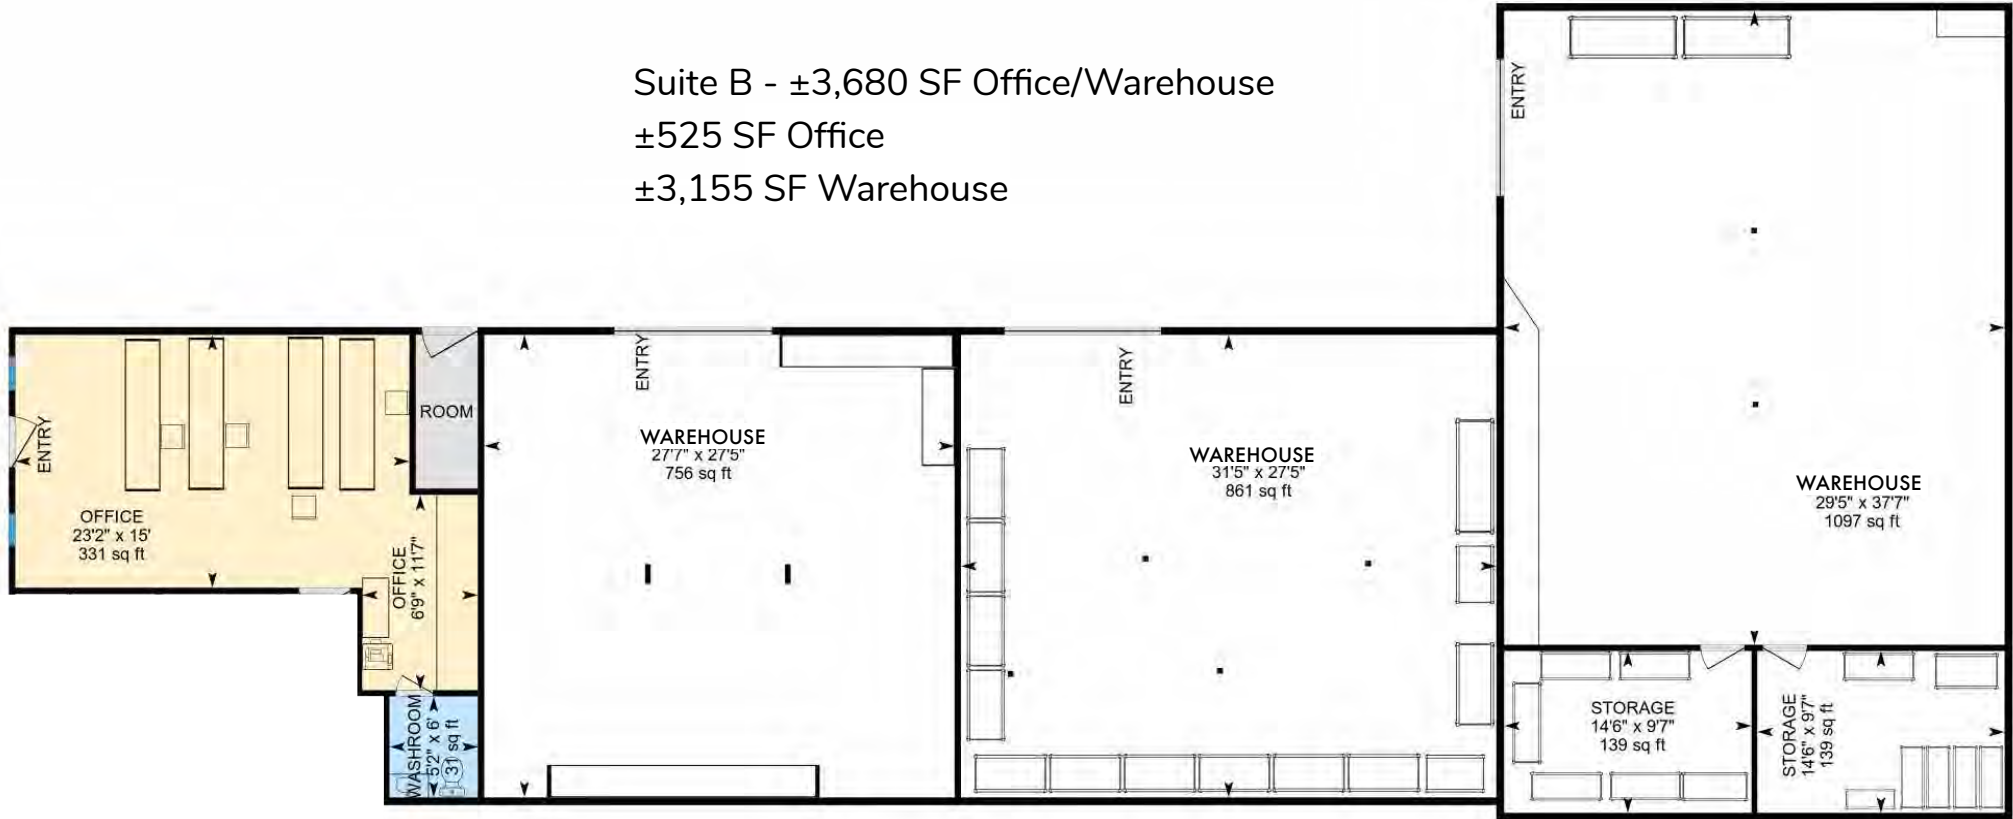 Suite B - ±3,680 SF Office/Warehouse
±525 SF Office
±3,155 SF Warehouse
ENTRY
OFFICE
23'2" x 15'
331 sq ft
ROOM
OFFICE
6'9" x 11'7"
WASHROOM
5'2" x 6'
31 sq ft
ENTRY
WAREHOUSE
27'7" x 27'5"
756 sq ft
ENTRY
WAREHOUSE
31'5" x 27'5"
861 sq ft
ENTRY
WAREHOUSE
29'5" x 37'7"
1097 sq ft
STORAGE
14'6" x 9'7"
139 sq ft
STORAGE
14'6" x 9'7"
139 sq ft